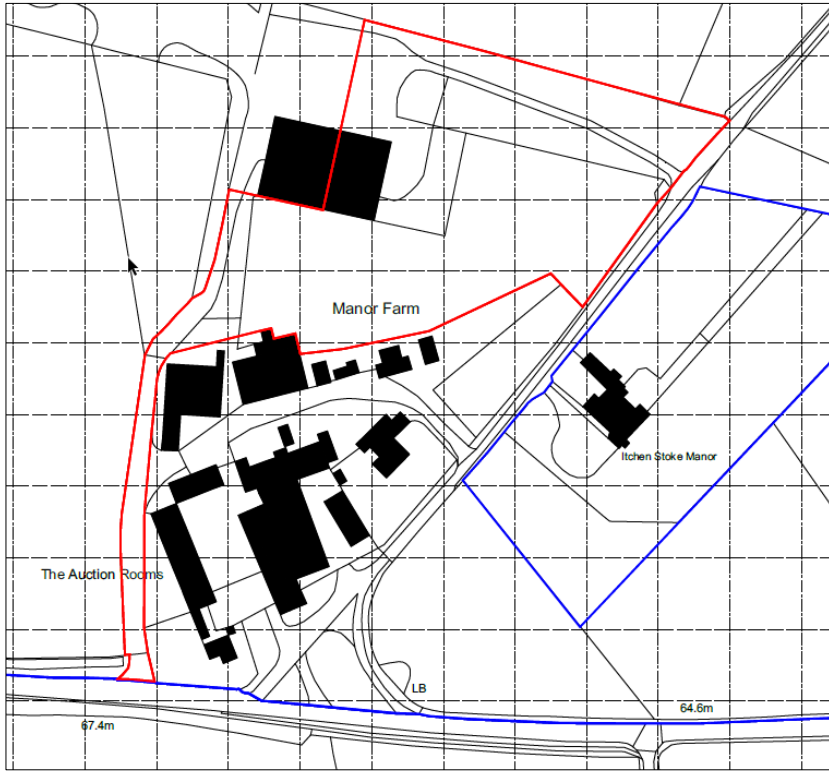 Manor Farm
Itchen Stoke Manor
The Auction Rooms
LB
64.6m
67.4m